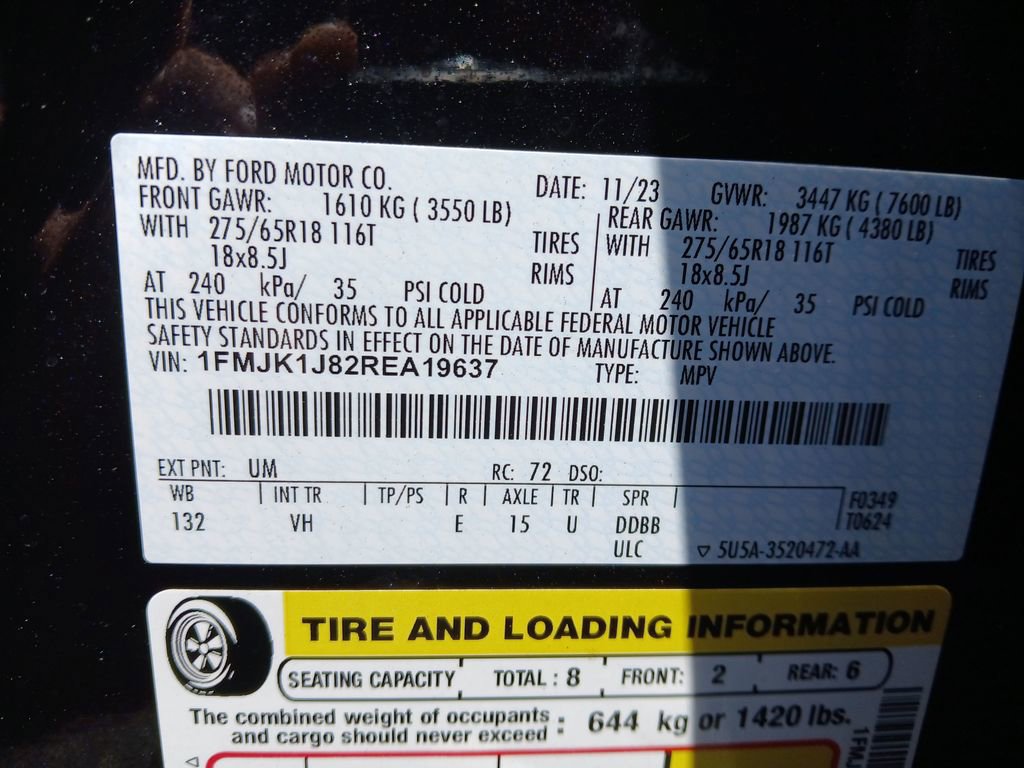 MFD. BY FORD MOTOR CO. DATE: 11/23 GVWR: 3447 KG ( 7600 LB)
FRONT GAWR: 1610 KG ( 3550 LB) REAR GAWR: 1987 KG ( 4380 LB)
WITH 275/65R18 116T TIRES WITH 275/65R18 116T TIRES
18x8.5J RIMS 18x8.5J RIMS
AT 240 kPa/ 35 PSI COLD AT 240 kPa/ 35 PSI COLD
THIS VEHICLE CONFORMS TO ALL APPLICABLE FEDERAL MOTOR VEHICLE
SAFETY STANDARDS IN EFFECT ON THE DATE OF MANUFACTURE SHOWN ABOVE.
VIN: 1FMJK1J82REA19637 TYPE: MPV
EXT PNT: UM RC: 72 DSO:
WB INT TR TP/PS R AXLE TR SPR F0349
132 VH E 15 U DDBB T0624
ULC 5U5A-3520472-AA
TIRE AND LOADING INFORMATION
SEATING CAPACITY TOTAL : 8 FRONT: 2 REAR: 6
The combined weight of occupants
and cargo should never exceed : 644 kg or 1420 lbs.
1FMJ